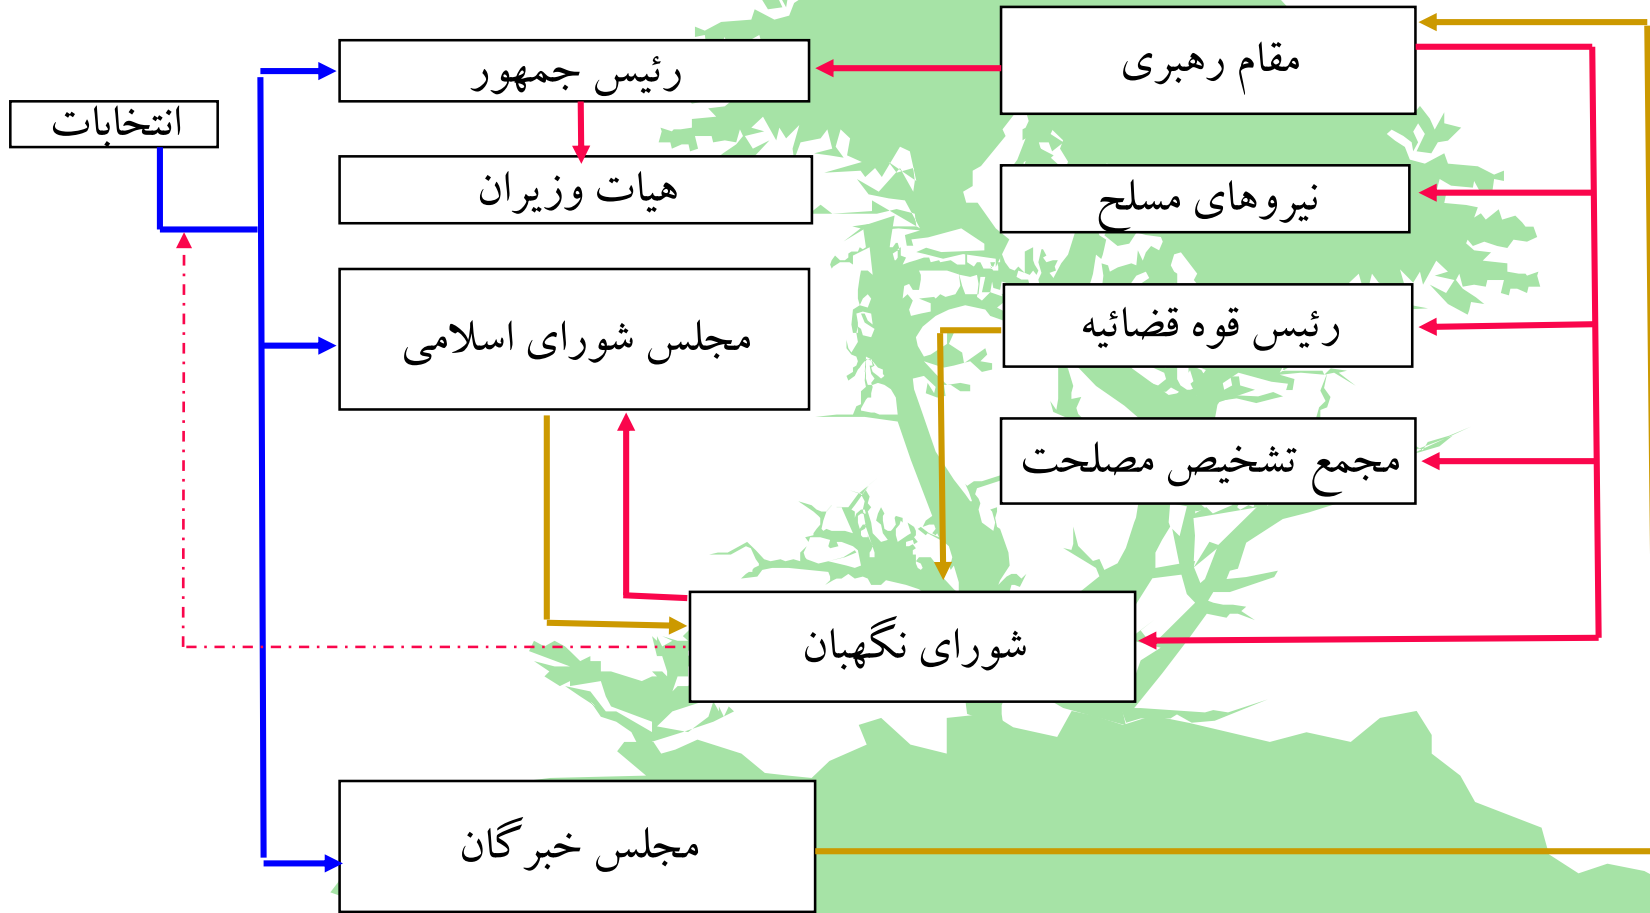 مقام رهبری
رئیس جمهور
انتخابات
هیات وزیران
نیروهای مسلح
رئیس قوه قضائیه
مجلس شورای اسلامی
مجمع تشخیص مصلحت
شورای نگهبان
مجلس خبرگان